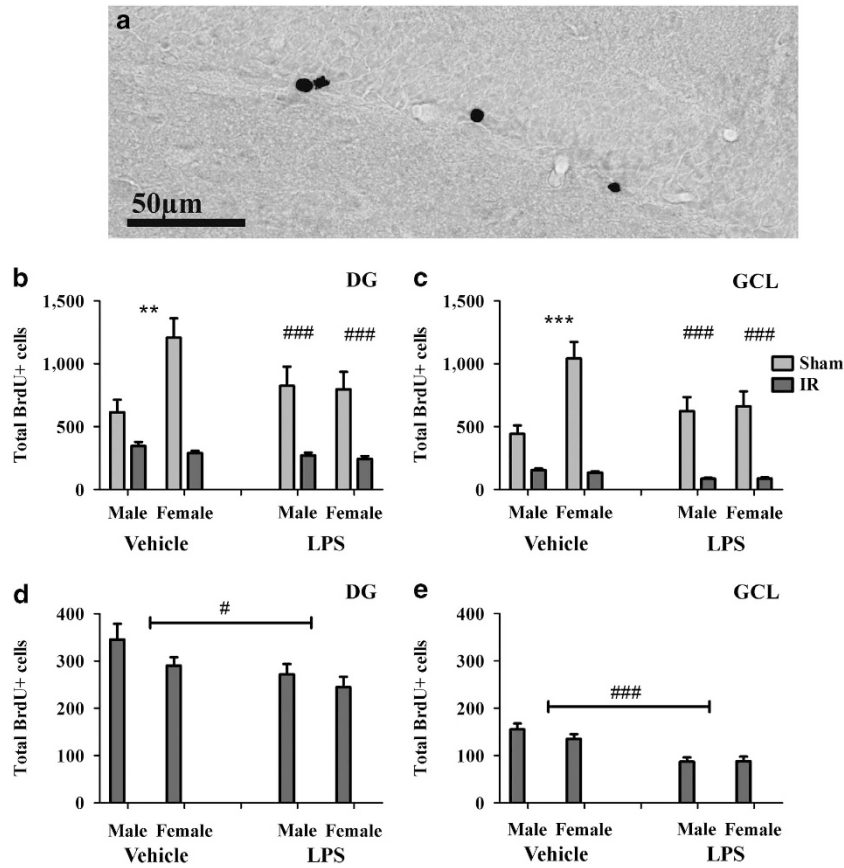 a
50µm
b
DG
Total BrdU+ cells
1,500
1,000
500
0
**
###
###
Male
Female
Male
Female
Vehicle
LPS
c
GCL
Total BrdU+ cells
1,500
1,000
500
0
***
###
###
Sham
IR
Male
Female
Male
Female
Vehicle
LPS
d
DG
Total BrdU+ cells
400
300
200
100
0
#
Male
Female
Male
Female
Vehicle
LPS
e
GCL
Total BrdU+ cells
400
300
200
100
0
###
Male
Female
Male
Female
Vehicle
LPS